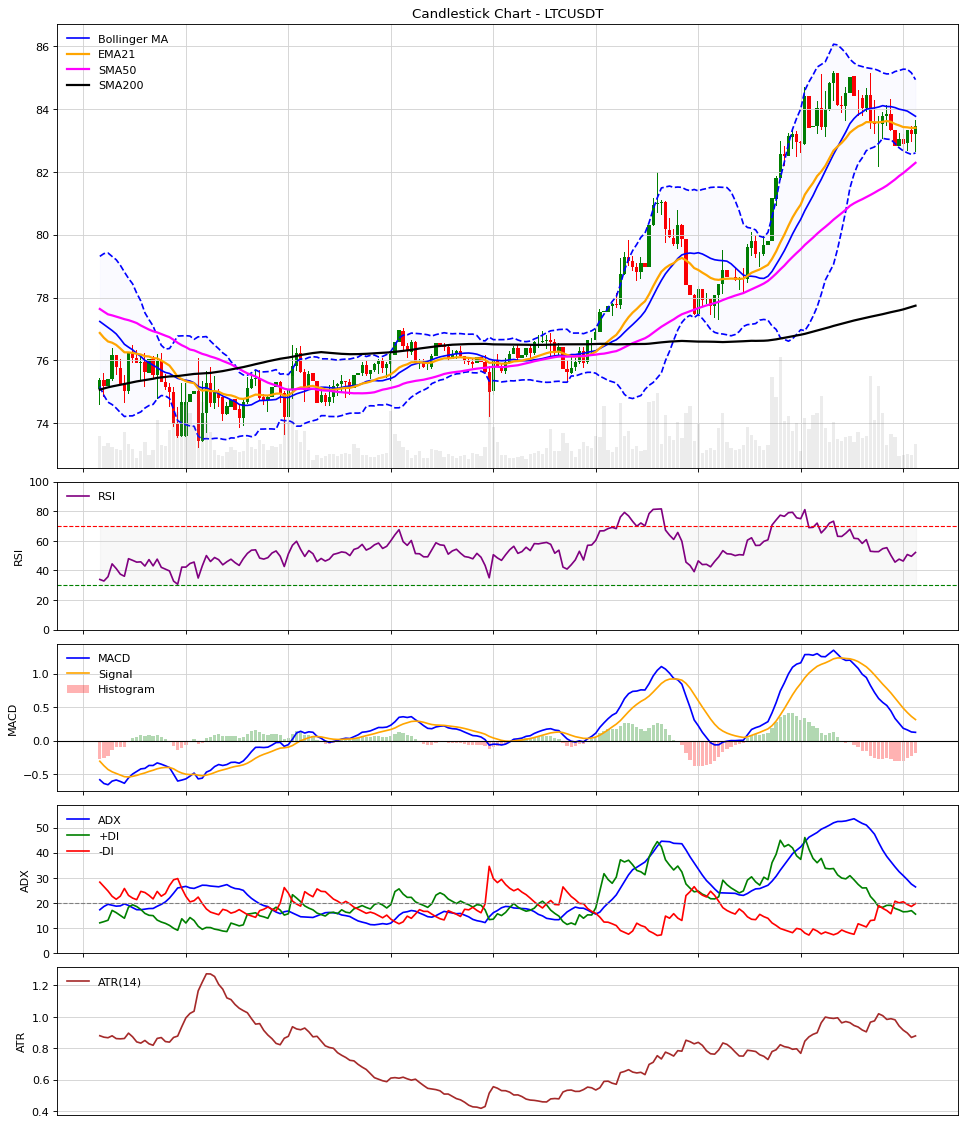 Candlestick Chart - LTCUSDT
Bollinger MA
EMA21
SMA50
SMA200
86
84
82
80
78
76
74
RSI
RSI
100
80
60
40
20
0
MACD
Signal
Histogram
MACD
1.0
0.5
0.0
−0.5
ADX
+DI
-DI
ADX
50
40
30
20
10
0
ATR(14)
ATR
1.2
1.0
0.8
0.6
0.4